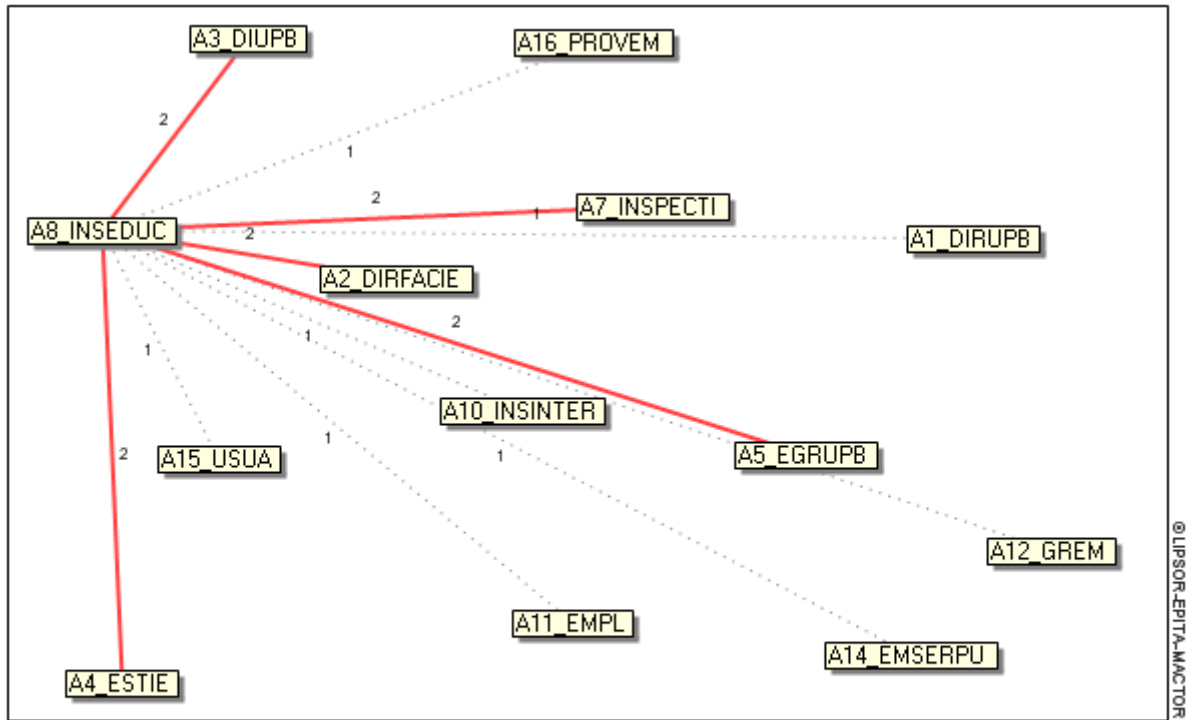 A3_DIUPB
A16_PROVEM
2
1
2
A7_INSPECTI
1
A8_INSEDUC
2
A1_DIRUPB
A2_DIRFACIE
2
1
1
A10_INSINTER
1
A5_EGRUPB
2
1
A15_USUA
A12_GREM
A11_EMPL
A14_EMSERPU
A4_ESTIE
© LIPSOR-EPITA-MACTOR